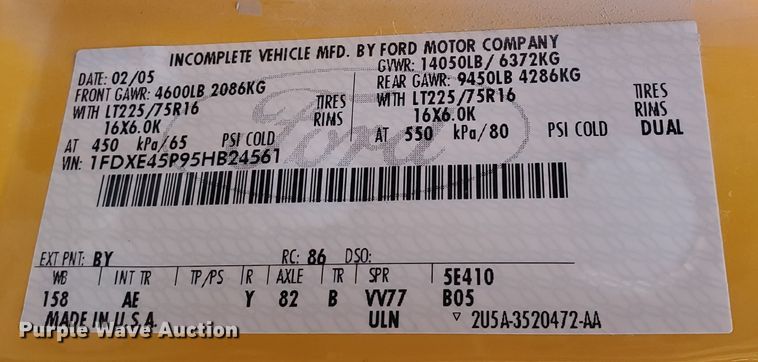 INCOMPLETE VEHICLE MFD. BY FORD MOTOR COMPANY
DATE: 02/05
GVWR: 14050LB/ 6372KG
FRONT GAWR: 4600LB 2086KG
REAR GAWR: 9450LB 4286KG
WITH LT225/75R16 TIRES
WITH LT225/75R16 TIRES
16X6.0K RIMS
16X6.0K RIMS
AT 450 kPa/65 PSI COLD
AT 550 kPa/80 PSI COLD DUAL
VIN: 1FDXE45P95HB24561
Ford
EXT PNT: BY RC: 86 DSO:
WB INT TR TP/PS R AXLE TR SPR 5E410
158 AE Y 82 B VV77 B05
MADE IN U.S.A. ULN ▽ 2U5A-3520472-AA
Purple Wave Auction